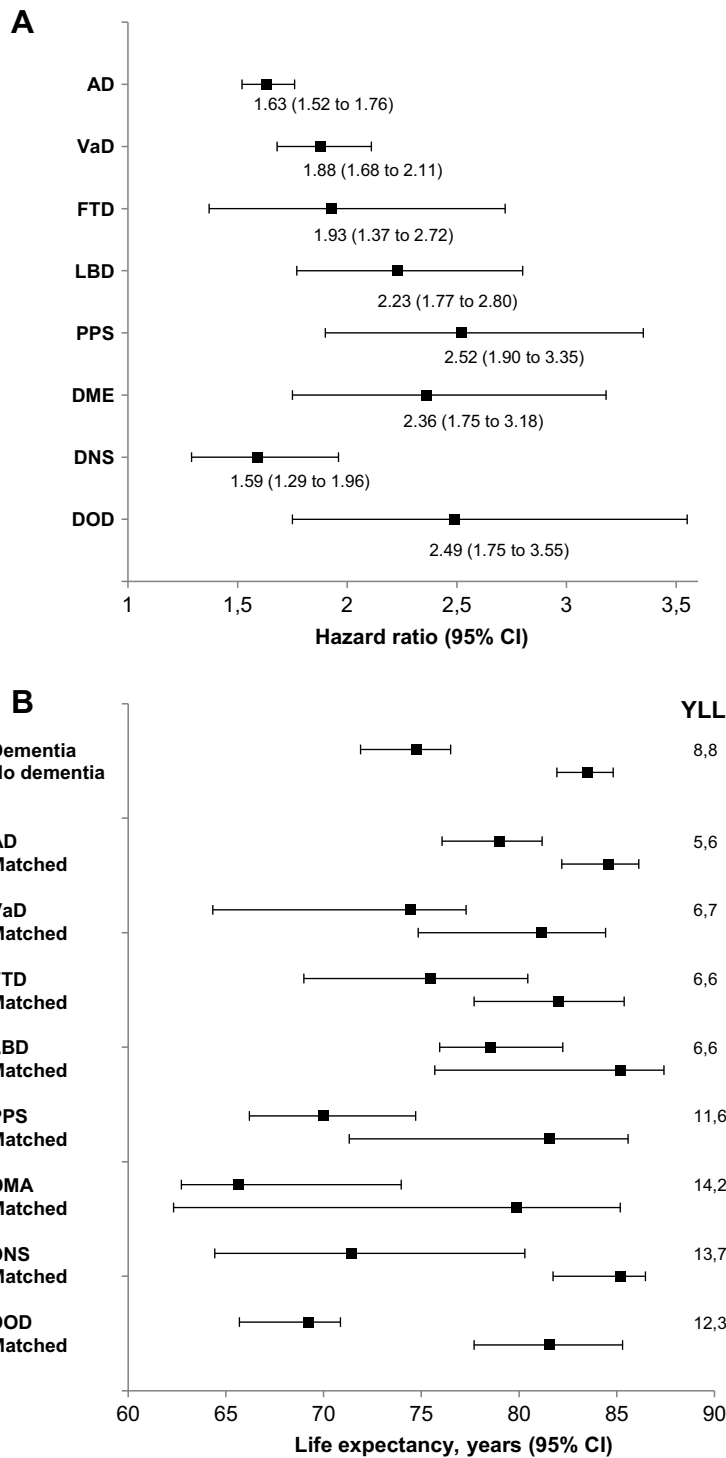 A
AD
1.63 (1.52 to 1.76)
VaD
1.88 (1.68 to 2.11)
FTD
1.93 (1.37 to 2.72)
LBD
2.23 (1.77 to 2.80)
PPS
2.52 (1.90 to 3.35)
DME
2.36 (1.75 to 3.18)
DNS
1.59 (1.29 to 1.96)
DOD
2.49 (1.75 to 3.55)
1 1,5 2 2,5 3 3,5
Hazard ratio (95% CI)
B
YLL
Dementia 8,8
No dementia
AD 5,6
Matched
VaD 6,7
Matched
FTD 6,6
Matched
LBD 6,6
Matched
PPS 11,6
Matched
DMA 14,2
Matched
DNS 13,7
Matched
DOD 12,3
Matched
60 65 70 75 80 85 90
Life expectancy, years (95% CI)